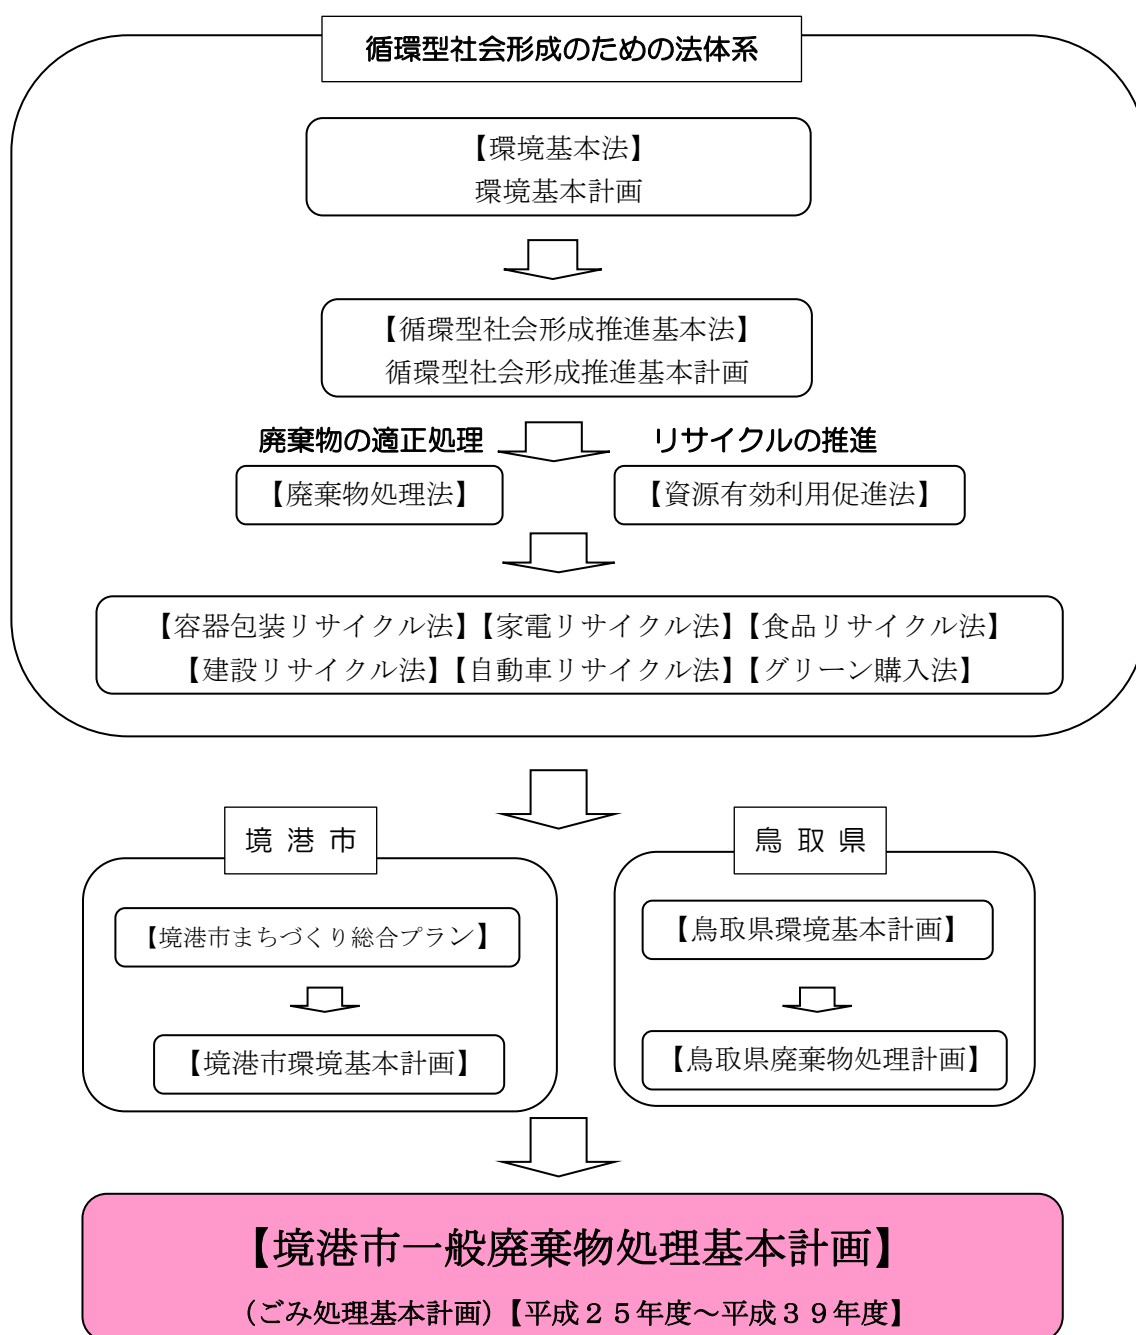 循環型社会形成のための法体系
【環境基本法】
環境基本計画
【循環型社会形成推進基本法】
循環型社会形成推進基本計画
廃棄物の適正処理
リサイクルの推進
【廃棄物処理法】
【資源有効利用促進法】
【容器包装リサイクル法】【家電リサイクル法】【食品リサイクル法】
【建設リサイクル法】【自動車リサイクル法】【グリーン購入法】
境 港 市
【境港市まちづくり総合プラン】
【境港市環境基本計画】
鳥 取 県
【鳥取県環境基本計画】
【鳥取県廃棄物処理計画】
【境港市一般廃棄物処理基本計画】
（ごみ処理基本計画）【平成２５年度～平成３９年度】